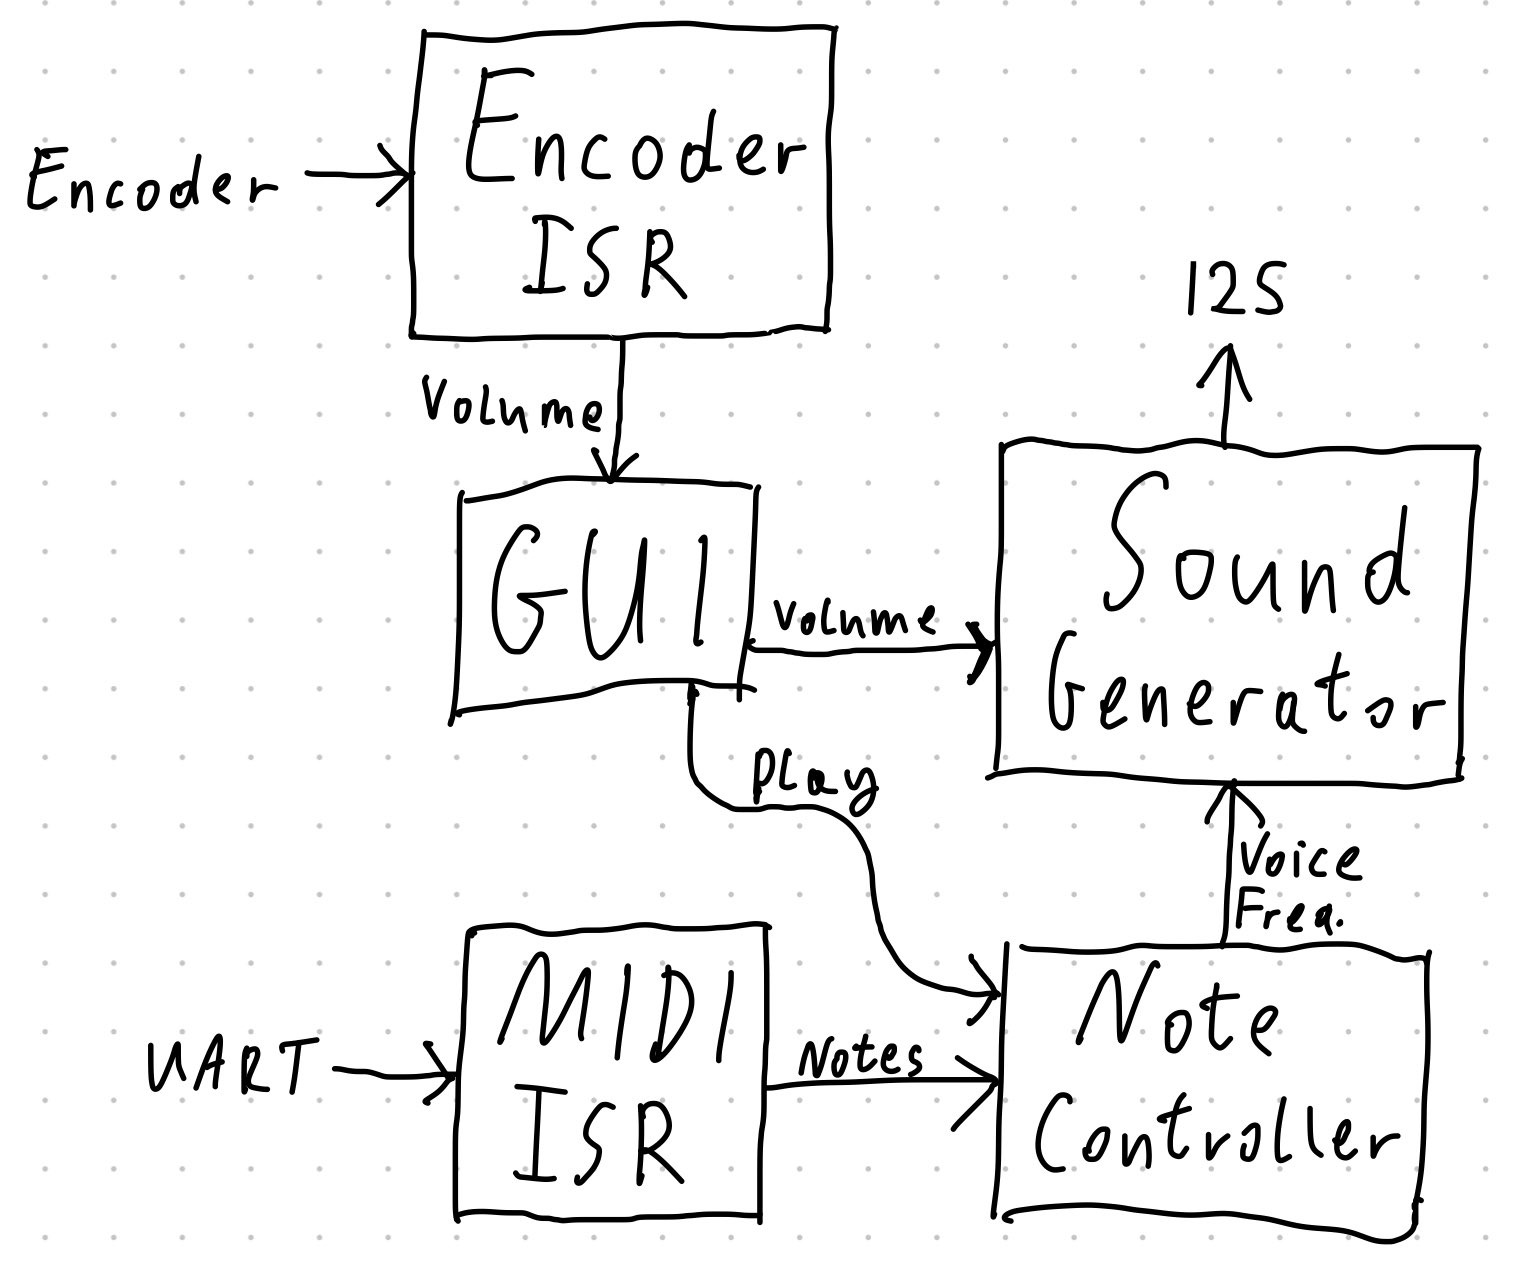 Encoder
Encoder
ISR
I2S
Volume
GUI
Volume
Sound
Generator
Play
Voice
Freq.
MIDI
ISR
UART
Notes
Note
Controller